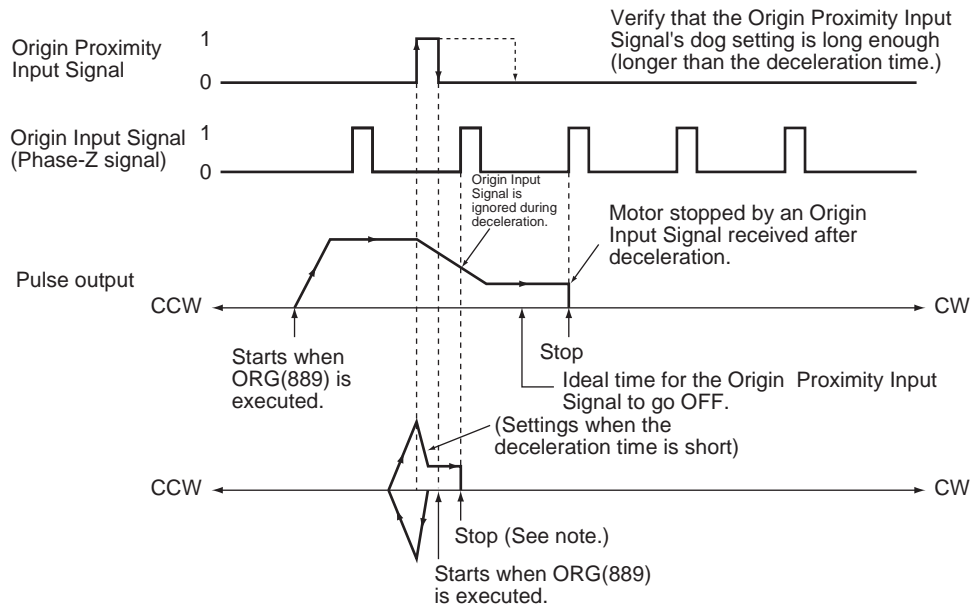 Origin Proximity
Input Signal
1
0
Verify that the Origin Proximity Input
Signal's dog setting is long enough
(longer than the deceleration time.)
Origin Input Signal
(Phase-Z signal)
1
0
Origin Input
Signal is
ignored during
deceleration.
Motor stopped by an Origin
Input Signal received after
deceleration.
Pulse output
CCW
CW
Starts when
ORG(889) is
executed.
Stop
Ideal time for the Origin Proximity Input
Signal to go OFF.
(Settings when the
deceleration time is short)
CCW
CW
Stop (See note.)
Starts when ORG(889)
is executed.